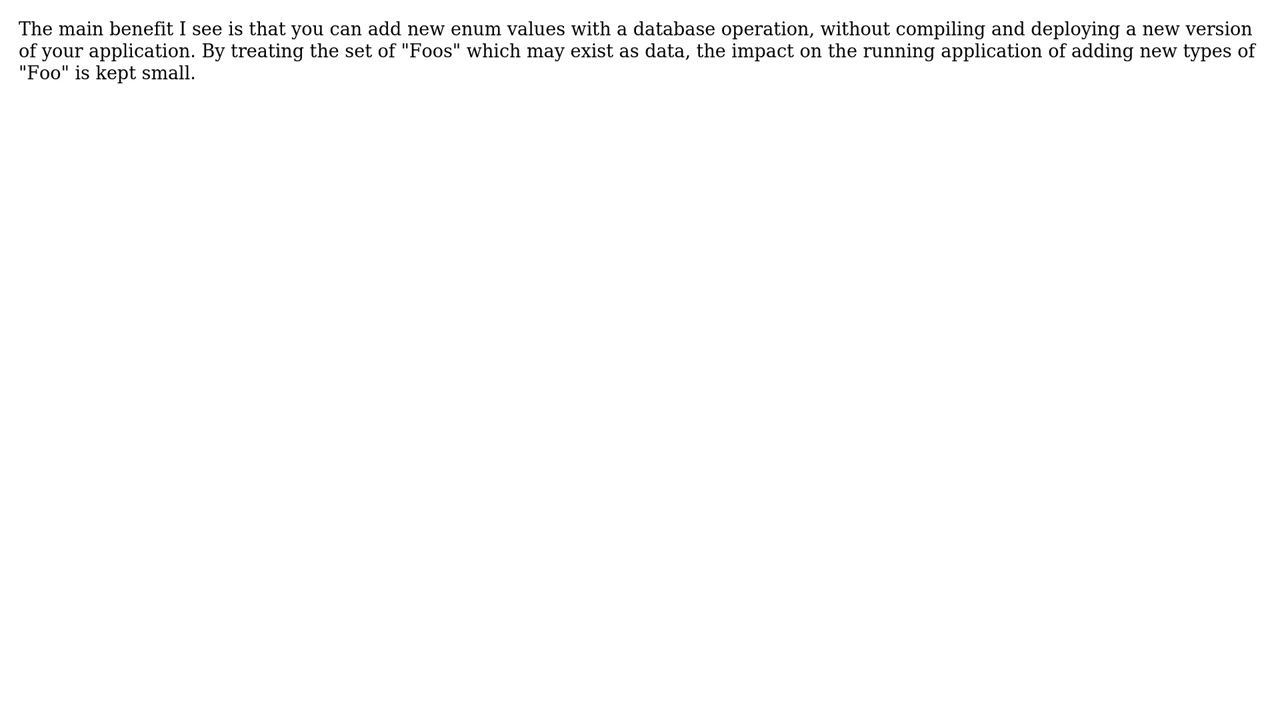 The main benefit I see is that you can add new enum values with a database operation, without compiling and deploying a new version
of your application. By treating the set of "Foos" which may exist as data, the impact on the running application of adding new types of
"Foo" is kept small.